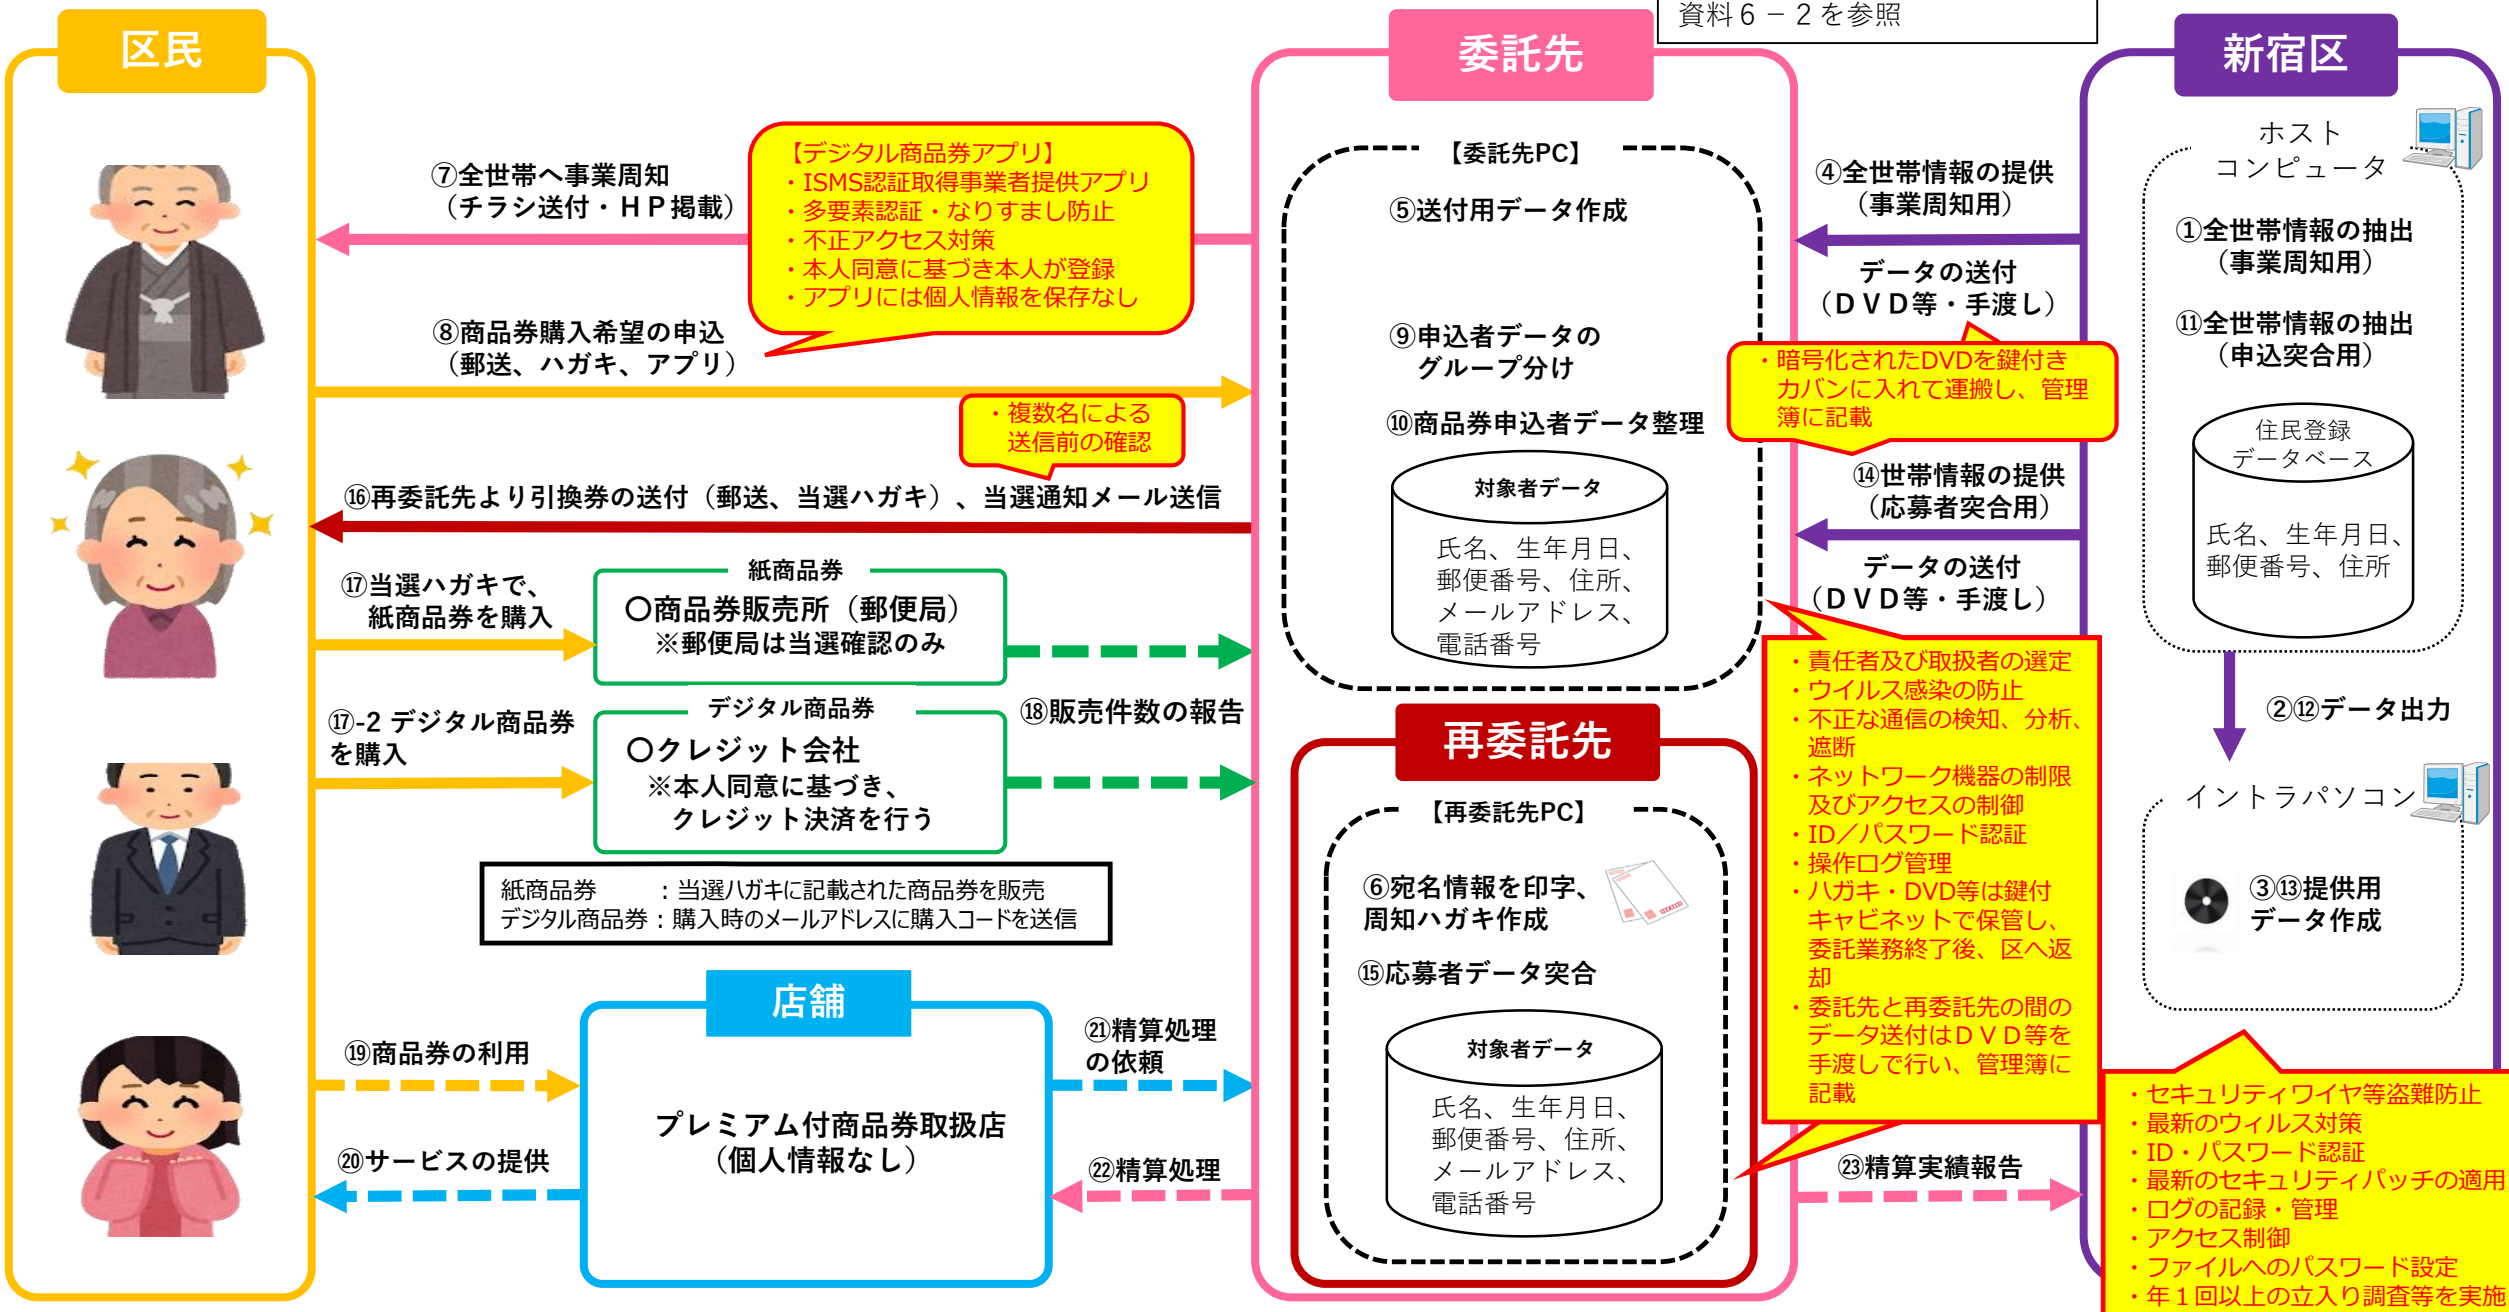 資料６－２を参照
区民
委託先
新宿区
⑦全世帯へ事業周知
（チラシ送付・ＨＰ掲載）
【デジタル商品券アプリ】
・ISMS認証取得事業者提供アプリ
・多要素認証・なりすまし防止
・不正アクセス対策
・本人同意に基づき本人が登録
・アプリには個人情報を保存なし
⑧商品券購入希望の申込
（郵送、ハガキ、アプリ）
・複数名による
送信前の確認
⑯再委託先より引換券の送付（郵送、当選ハガキ）、当選通知メール送信
⑰当選ハガキで、
紙商品券を購入
紙商品券
〇商品券販売所（郵便局）
※郵便局は当選確認のみ
⑰-2 デジタル商品券
を購入
デジタル商品券
〇クレジット会社
※本人同意に基づき、
クレジット決済を行う
⑱販売件数の報告
紙商品券　　　：当選ハガキに記載された商品券を販売
デジタル商品券：購入時のメールアドレスに購入コードを送信
店舗
プレミアム付商品券取扱店
（個人情報なし）
⑲商品券の利用
⑳サービスの提供
㉑精算処理
の依頼
㉒精算処理
【委託先PC】
⑤送付用データ作成
⑨申込者データの
グループ分け
⑩商品券申込者データ整理
対象者データ
氏名、生年月日、
郵便番号、住所、
メールアドレス、
電話番号
再委託先
【再委託先PC】
⑥宛名情報を印字、
周知ハガキ作成
⑮応募者データ突合
対象者データ
氏名、生年月日、
郵便番号、住所、
メールアドレス、
電話番号
④全世帯情報の提供
（事業周知用）
データの送付
（ＤＶＤ等・手渡し）
・暗号化されたDVDを鍵付き
カバンに入れて運搬し、管理
簿に記載
⑭世帯情報の提供
（応募者突合用）
データの送付
（ＤＶＤ等・手渡し）
・責任者及び取扱者の選定
・ウイルス感染の防止
・不正な通信の検知、分析、
遮断
・ネットワーク機器の制限
及びアクセスの制御
・ID／パスワード認証
・操作ログ管理
・ハガキ・DVD等は鍵付
キャビネットで保管し、
委託業務終了後、区へ返
却
・委託先と再委託先の間の
データ送付はＤＶＤ等を
手渡しで行い、管理簿に
記載
㉓精算実績報告
ホスト
コンピュータ
①全世帯情報の抽出
（事業周知用）
⑪全世帯情報の抽出
（申込突合用）
住民登録
データベース
氏名、生年月日、
郵便番号、住所
②⑫データ出力
イントラパソコン
③⑬提供用
データ作成
・セキュリティワイヤ等盗難防止
・最新のウィルス対策
・ID・パスワード認証
・最新のセキュリティパッチの適用
・ログの記録・管理
・アクセス制御
・ファイルへのパスワード設定
・年１回以上の立入り調査等を実施